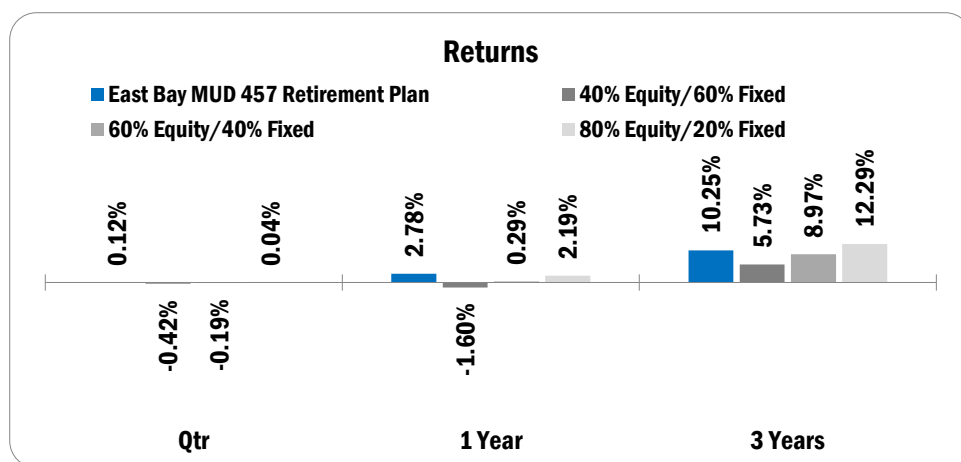 Returns
East Bay MUD 457 Retirement Plan
40% Equity/60% Fixed
60% Equity/40% Fixed
80% Equity/20% Fixed
0.12%
-0.42%
-0.19%
0.04%
2.78%
-1.60%
0.29%
2.19%
10.25%
5.73%
8.97%
12.29%
Qtr
1 Year
3 Years